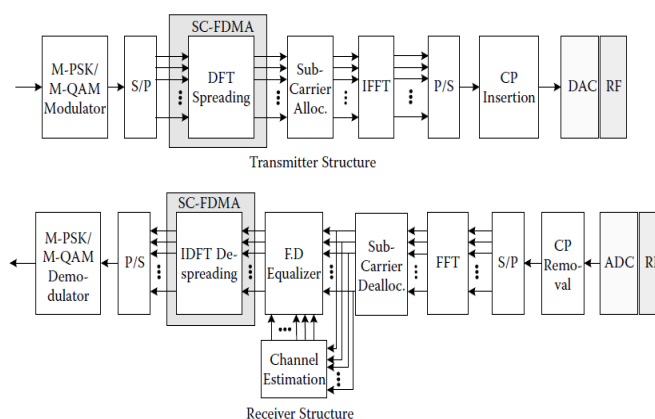 SC-FDMA
M-PSK/
M-QAM
Modulator
S/P
DFT
Spreading
Sub-
Carrier
Alloc.
IFFT
P/S
CP
Insertion
DAC
RF
Transmitter Structure
SC-FDMA
M-PSK/
M-QAM
Demo-
dulator
P/S
IDFT De-
spreading
F.D
Equalizer
Sub-
Carrier
Dealloc.
FFT
S/P
CP
Remo-
val
ADC
RF
Channel
Estimation
Receiver Structure